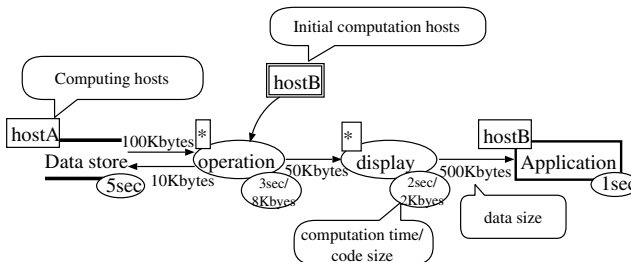 Initial computation hosts
Computing hosts
hostB
hostA
100Kbytes
*
*
hostB
Data store
operation
display
Application
10Kbytes
50Kbytes
500Kbytes
5sec
3sec/
8Kbyes
2sec/
2Kbytes
1sec
data size
computation time/
code size